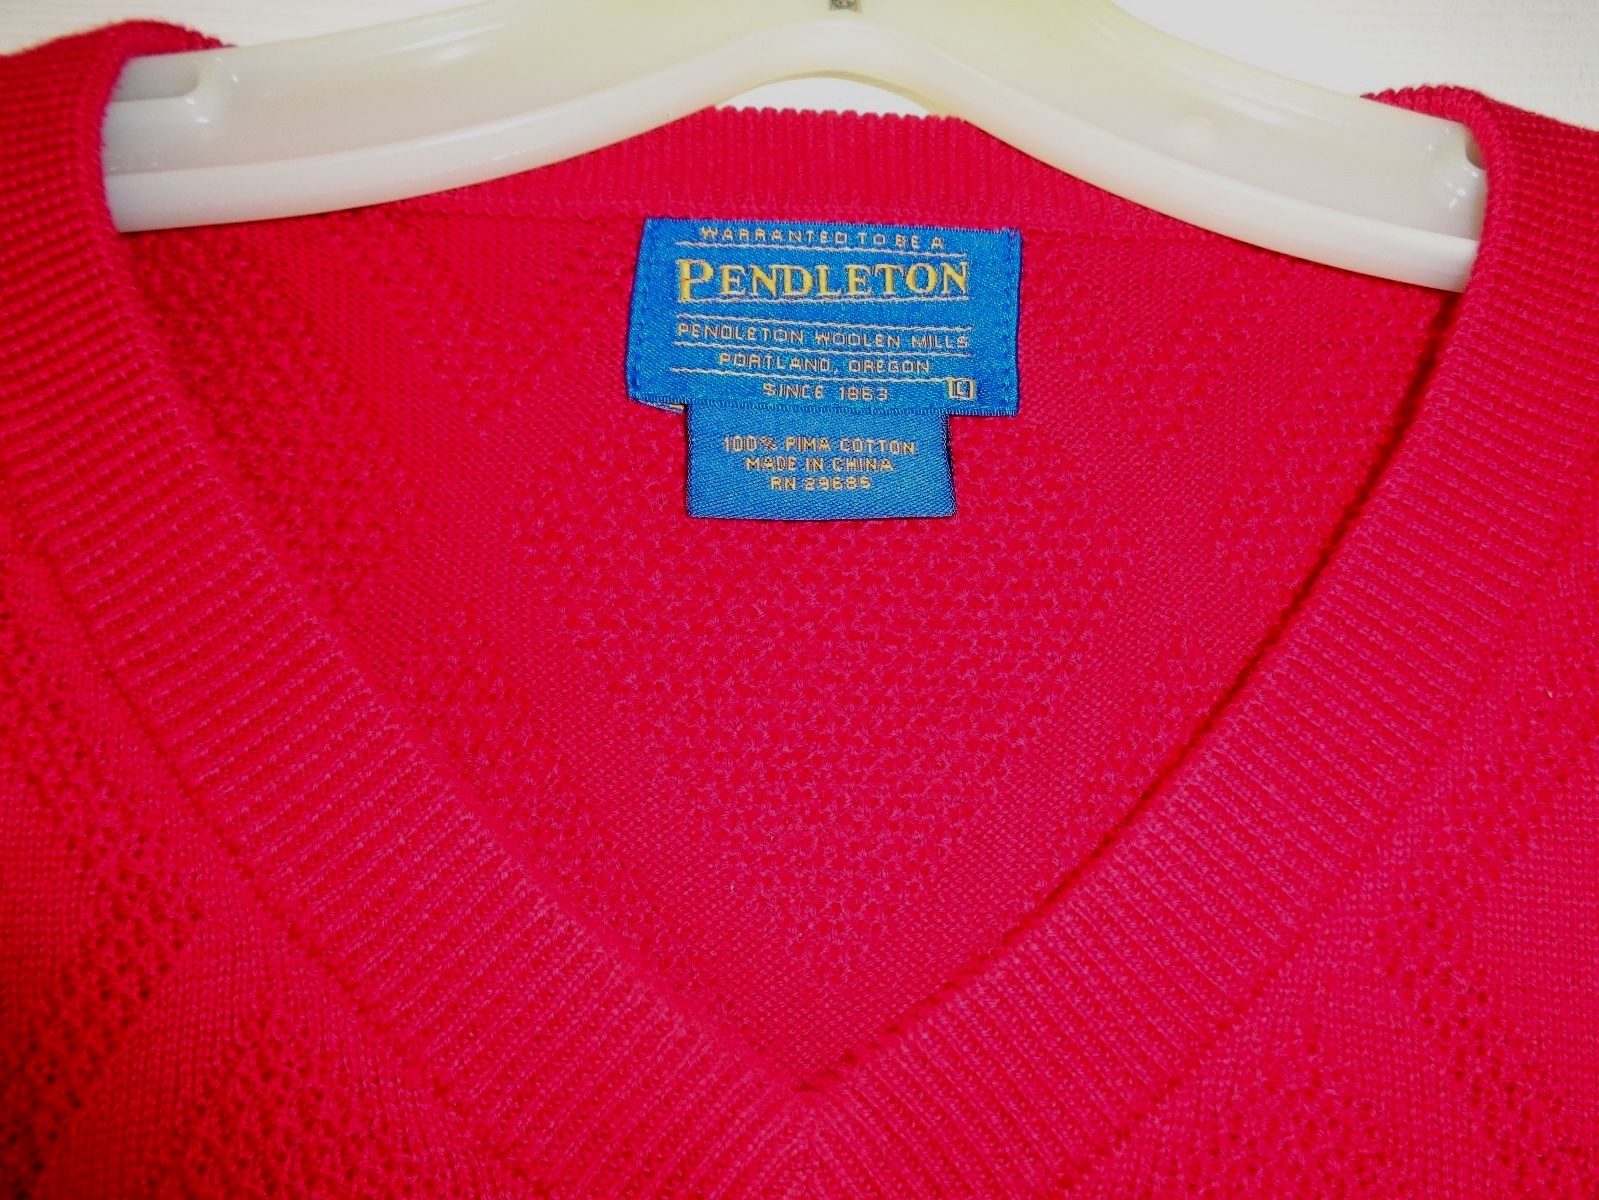 WARRANTED TO BE A
PENDLETON
PENDLETON WOOLEN MILLS
PORTLAND, OREGON
SINCE 1863
100% PIMA COTTON
MADE IN CHINA
RN 29685